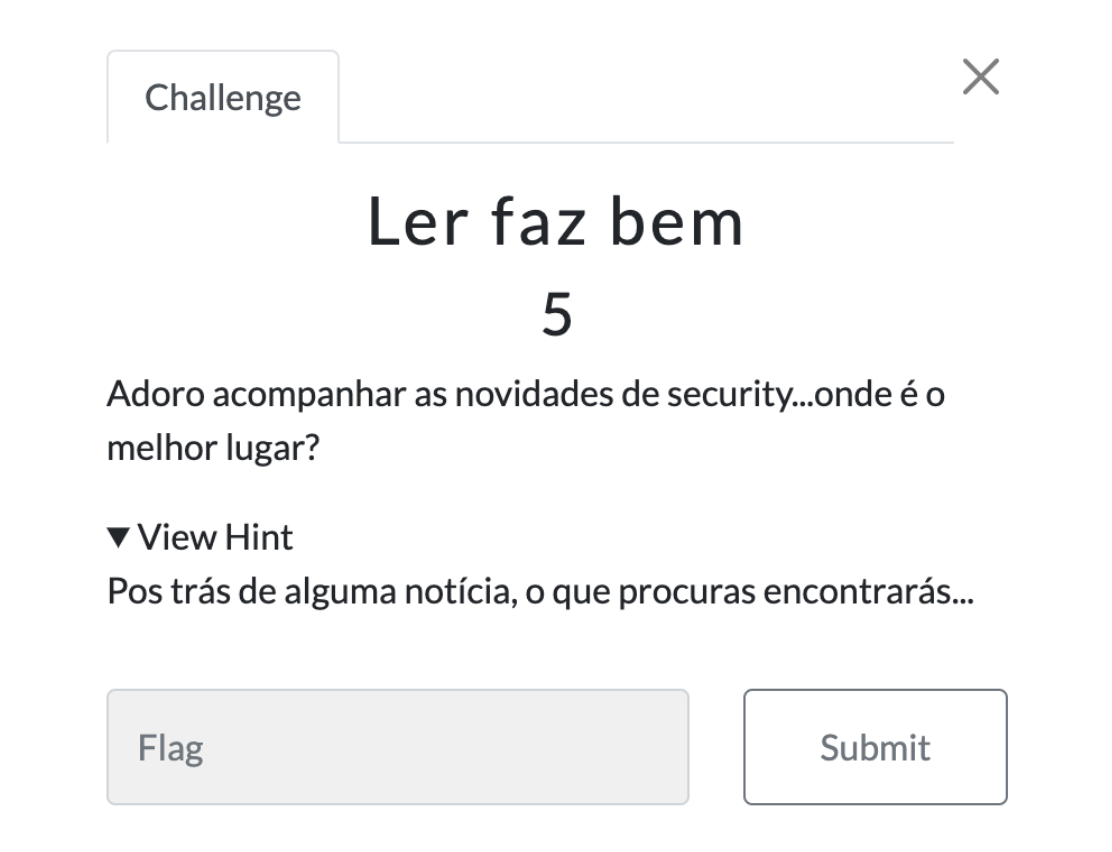 Challenge
Ler faz bem
5
Adoro acompanhar as novidades de security...onde é o
melhor lugar?
View Hint
Pos trás de alguma notícia, o que procuras encontrarás...
Flag
Submit